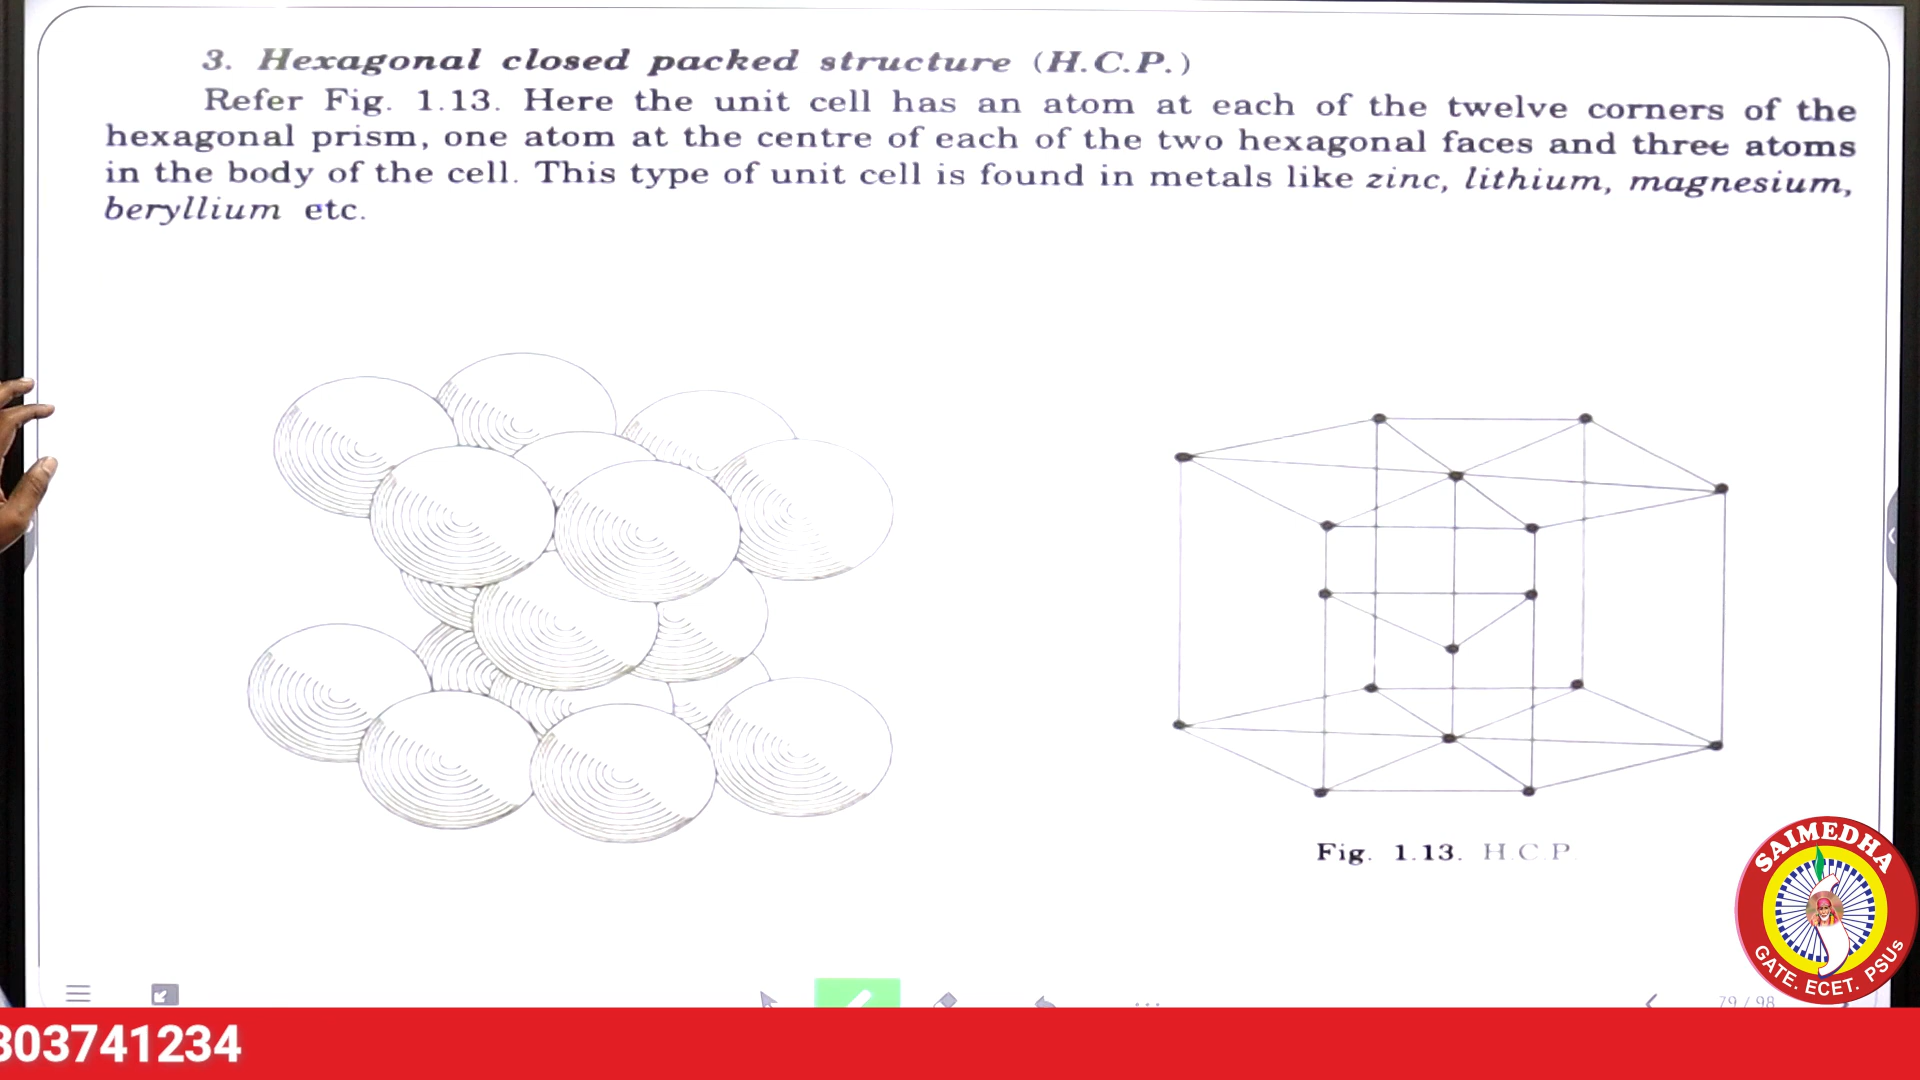 3. Hexagonal closed packed structure (H.C.P.)
Refer Fig. 1.13. Here the unit cell has an atom at each of the twelve corners of the
hexagonal prism, one atom at the centre of each of the two hexagonal faces and three atoms
in the body of the cell. This type of unit cell is found in metals like zinc, lithium, magnesium,
beryllium etc.
Fig. 1.13. H.C.P.
SAIMEDHA
GATE. ECET. PSUs
79 / 98
303741234